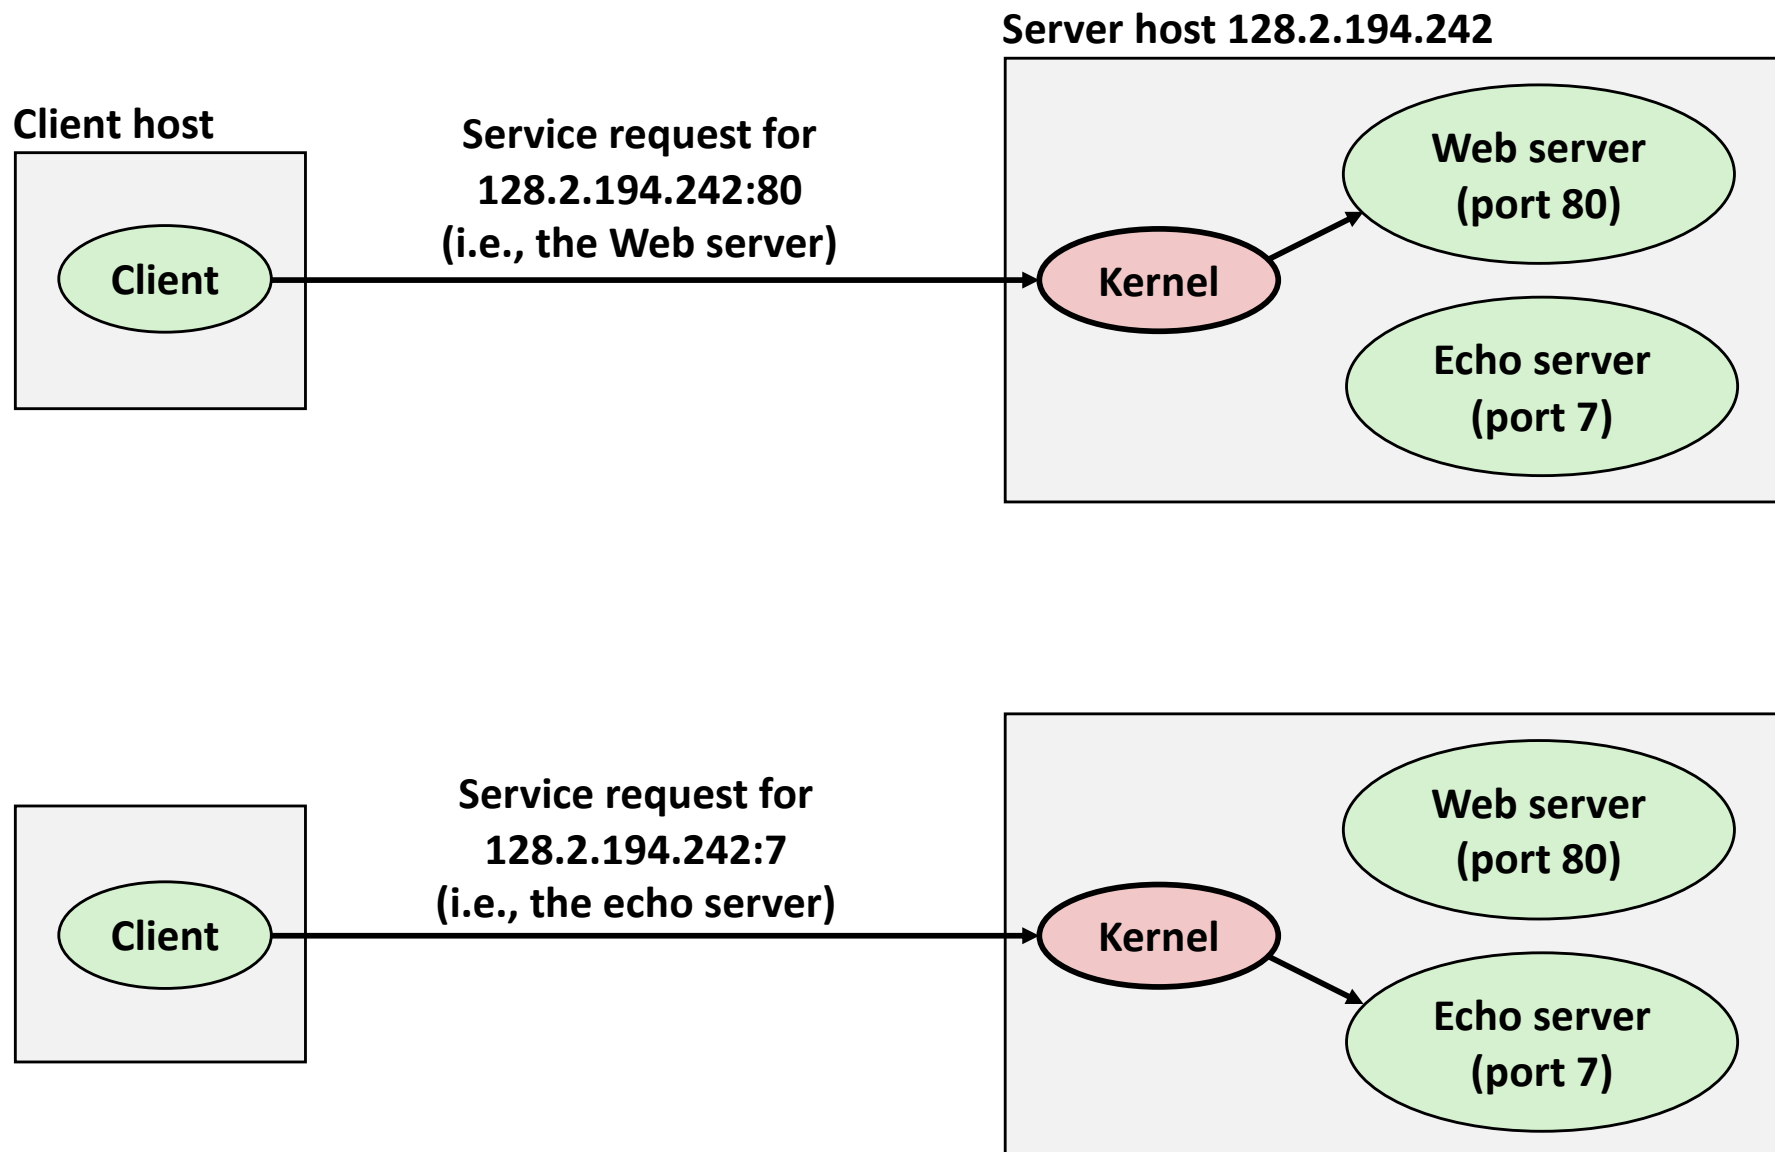 Server host 128.2.194.242
Client host
Service request for
128.2.194.242:80
(i.e., the Web server)
Client
Kernel
Web server
(port 80)
Echo server
(port 7)
Service request for
128.2.194.242:7
(i.e., the echo server)
Client
Kernel
Web server
(port 80)
Echo server
(port 7)